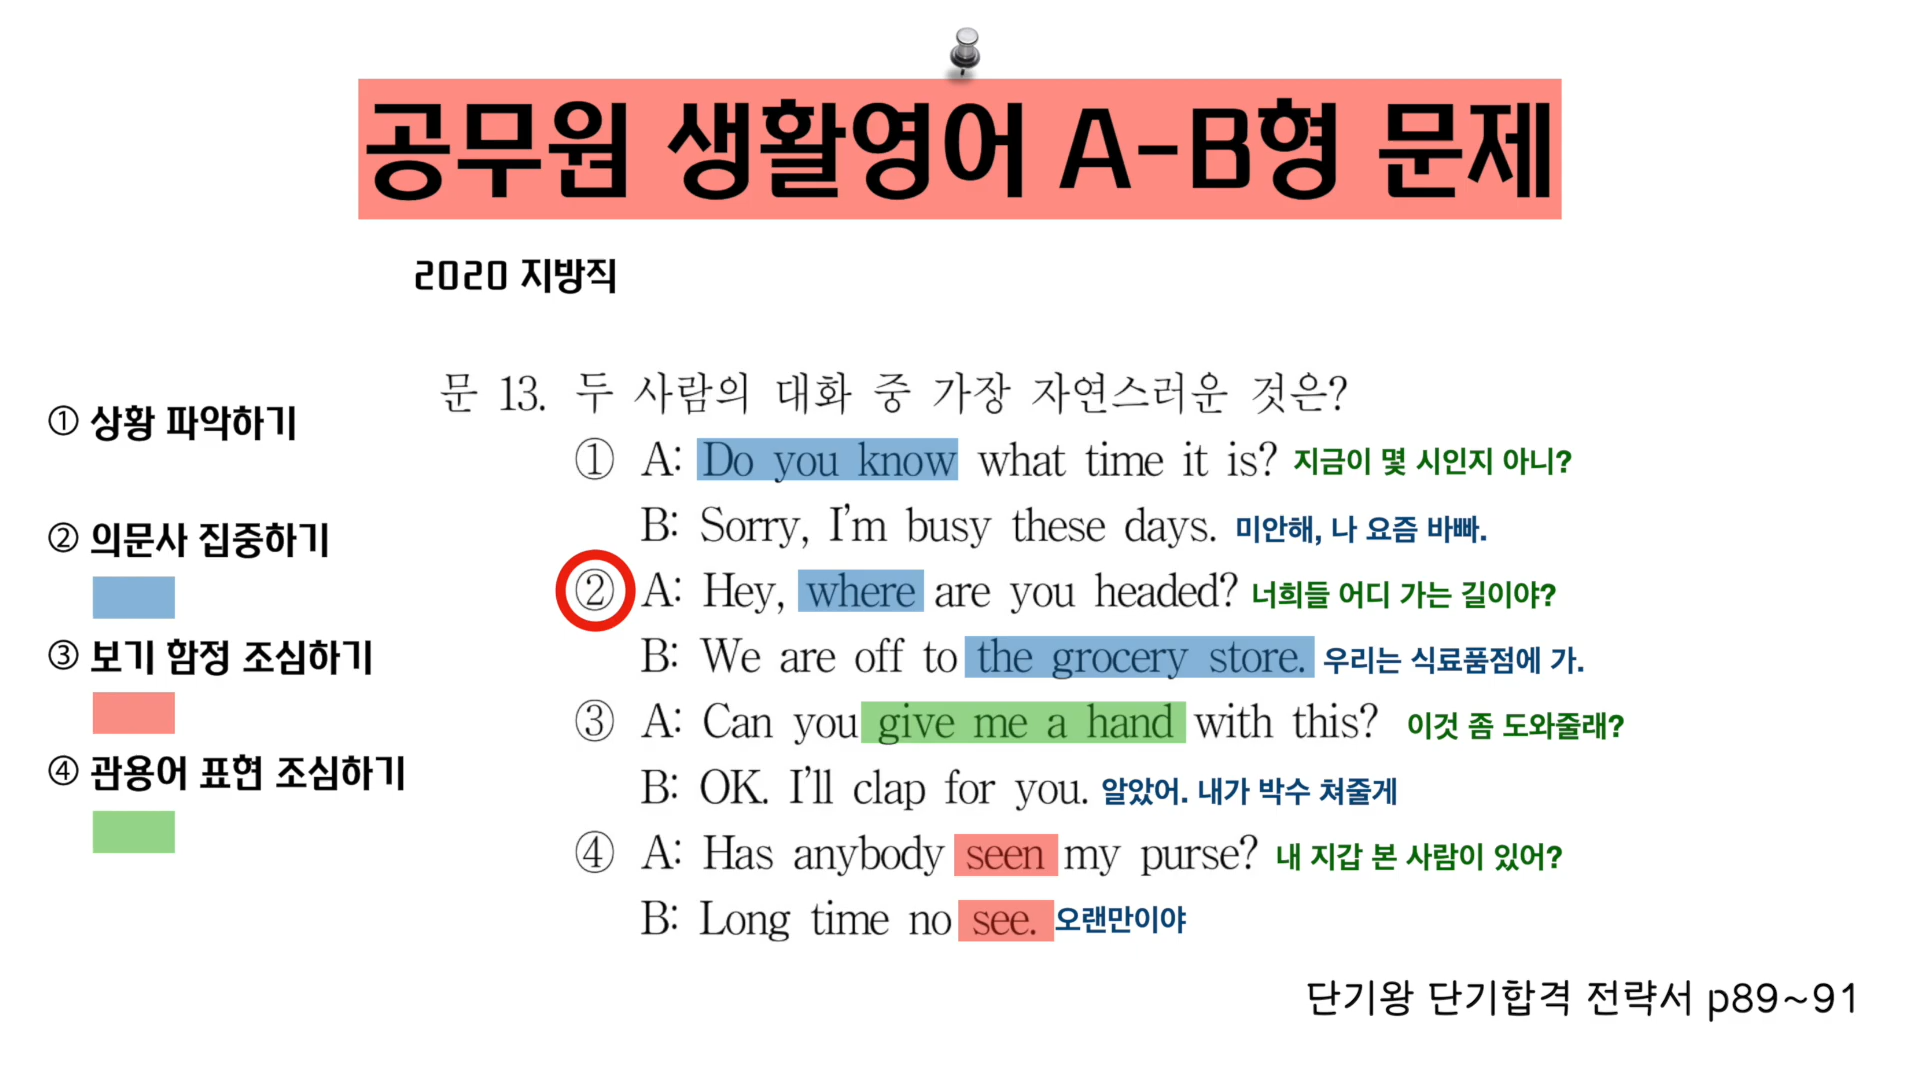 공무원 생활영어 A-B형 문제
2020 지방직
① 상황 파악하기
② 의문사 집중하기
③ 보기 함정 조심하기
④ 관용어 표현 조심하기
문 13. 두 사람의 대화 중 가장 자연스러운 것은?
① A: Do you know what time it is? 지금이 몇 시인지 아니?
B: Sorry, I'm busy these days. 미안해, 나 요즘 바빠.
② A: Hey, where are you headed? 너희들 어디 가는 길이야?
B: We are off to the grocery store. 우리는 식료품점에 가.
③ A: Can you give me a hand with this? 이것 좀 도와줄래?
B: OK. I'll clap for you. 알았어. 내가 박수 쳐줄게
④ A: Has anybody seen my purse? 내 지갑 본 사람이 있어?
B: Long time no see. 오랜만이야
단기왕 단기합격 전략서 p89~91